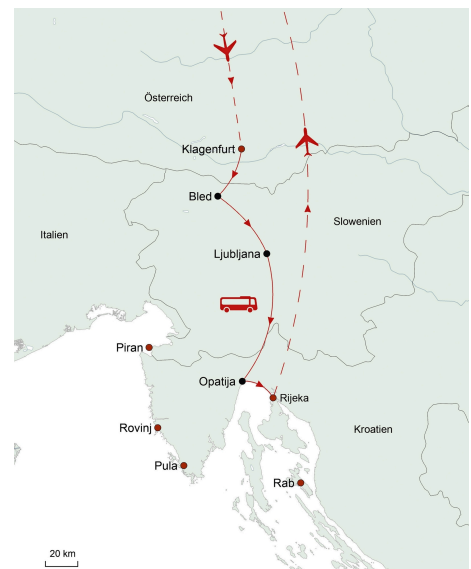 Österreich
Klagenfurt
Bled
Slowenien
Italien
Ljubljana
Piran
Opatija
Rijeka
Rovinj
Kroatien
Pula
Rab
20 km